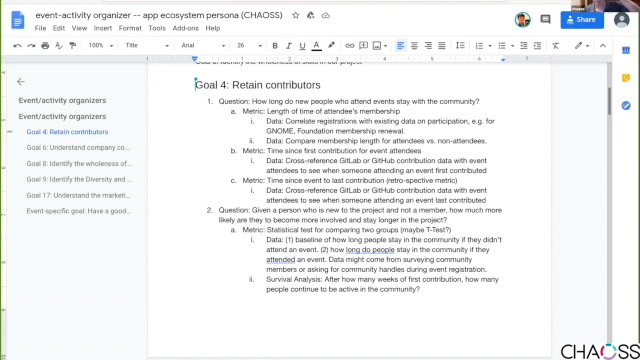 event-activity organizer -- app ecosystem persona (CHAOSS)
File Edit View Insert Format Tools Add-ons Help
Share
100%
Title
Arial
26
Event/activity organizers
Event/activity organizers
Goal 4: Retain contributors
Goal 6: Understand company co
Goal 8: Identify the wholeness of
Goal 9: Identify the Diversity and
Goal 17: Understand the marketi
Event-specific goal: Have a good
Goal 4: Retain contributors
1. Question: How long do new people who attend events stay with the community?
a. Metric: Length of time of attendee's membership
i. Data: Correlate registrations with existing data on participation, e.g. for
GNOME, Foundation membership renewal.
ii. Data: Compare membership length for attendees vs. non-attendees.
b. Metric: Time since first contribution for event attendees
i. Data: Cross-reference GitLab or GitHub contribution data with event
attendees to see when someone attending an event first contributed
c. Metric: Time since event to last contribution (retro-spective metric)
i. Data: Cross-reference GitLab or GitHub contribution data with event
attendees to see when someone attending an event last contributed
2. Question: Given a person who is new to the project and not a member, how much more
likely are they to become more involved and stay longer in the project?
a. Metric: Statistical test for comparing two groups (maybe T-Test?)
i. Data: (1) baseline of how long people stay in the community if they didn't
attend an event. (2) how long do people stay in the community if they
attended an event. Data might come from surveying community
members or asking for community handles during event registration.
ii. Survival Analysis: After how many weeks of first contribution, how many
people continue to be active in the community?
CHAOSS